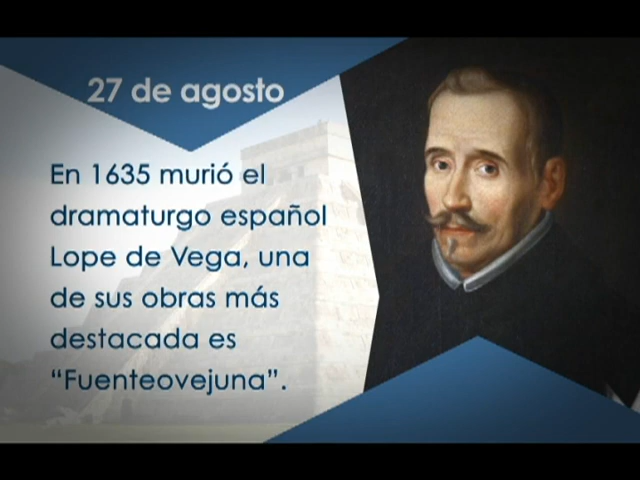 27 de agosto
En 1635 murió el
dramaturgo español
Lope de Vega, una
de sus obras más
destacada es
“Fuenteovejuna”.